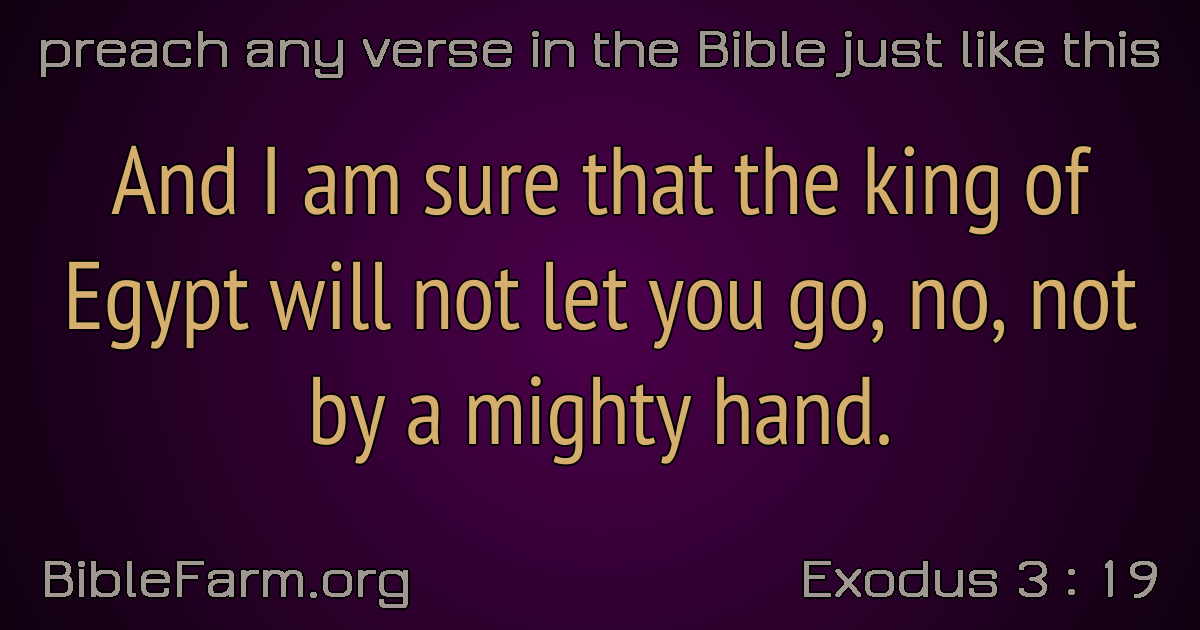 preach any verse in the Bible just like this
And I am sure that the king of
Egypt will not let you go, no, not
by a mighty hand.
BibleFarm.org
Exodus 3 : 19